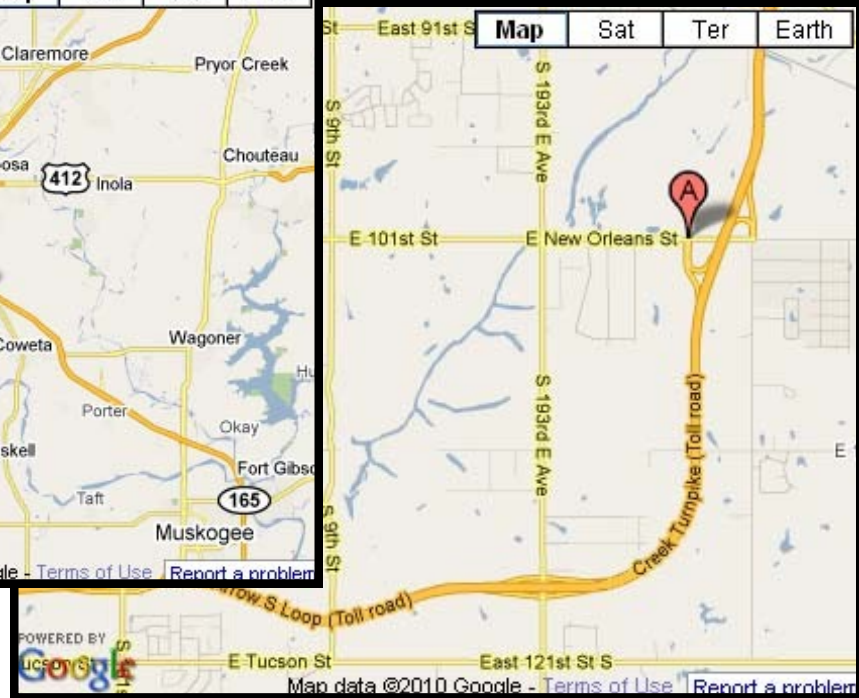 Claremore
Pryor Creek
Chouteau
412
Inola
Coweta
Wagoner
Porter
Okay
Fort Gibso
Taft
165
Muskogee
gle - Terms of Use
Report a problem
St
East 91st S
Map
Sat
Ter
Earth
S 9th St
S 193rd E Ave
A
E 101st St
E New Orleans St
S 193rd E Ave
Creek Turnpike (Toll road)
E
S 9th St
rrow S Loop (Toll road)
POWERED BY
Google
E Tucson St
East 121st St S
Map data ©2010 Google - Terms of Use
Report a problem